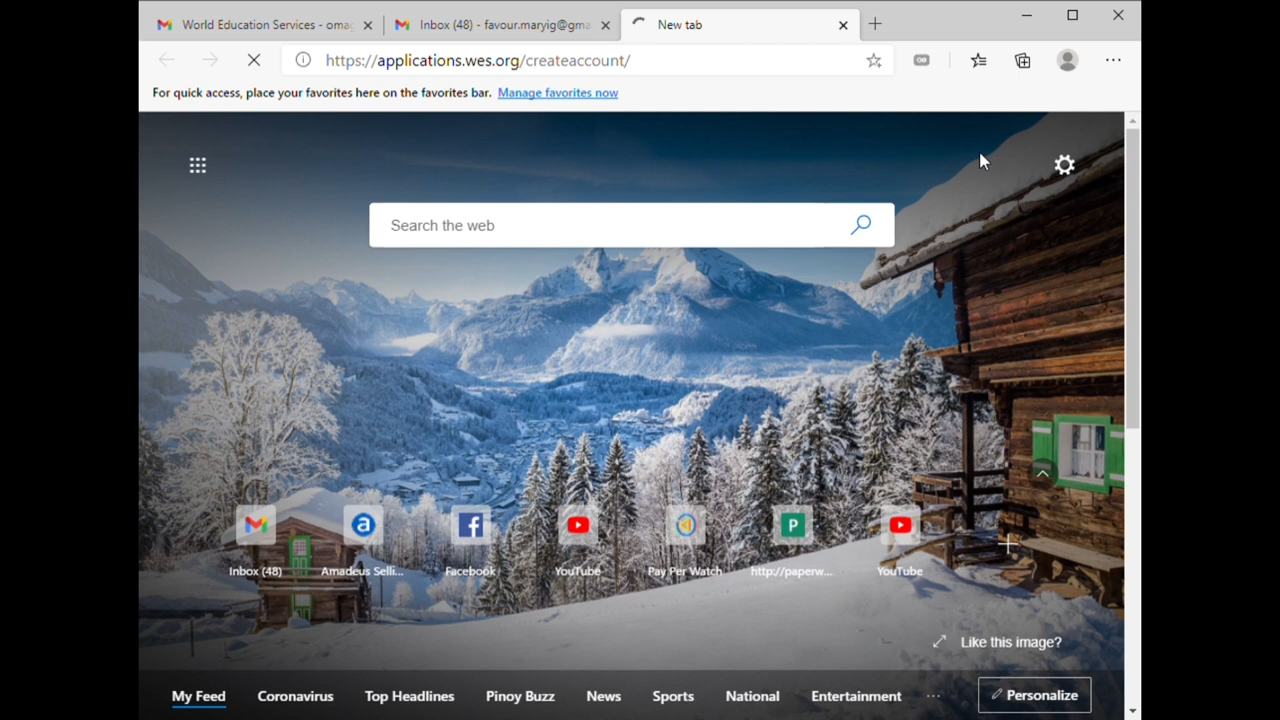 World Education Services - omag
Inbox (48) - favour.maryig@gma
New tab
https://applications.wes.org/createaccount/
For quick access, place your favorites here on the favorites bar. Manage favorites now
Search the web
Inbox (48)
Amadeus Selli...
Facebook
YouTube
Pay Per Watch
http://paperw...
YouTube
Like this image?
My Feed
Coronavirus
Top Headlines
Pinoy Buzz
News
Sports
National
Entertainment
...
Personalize